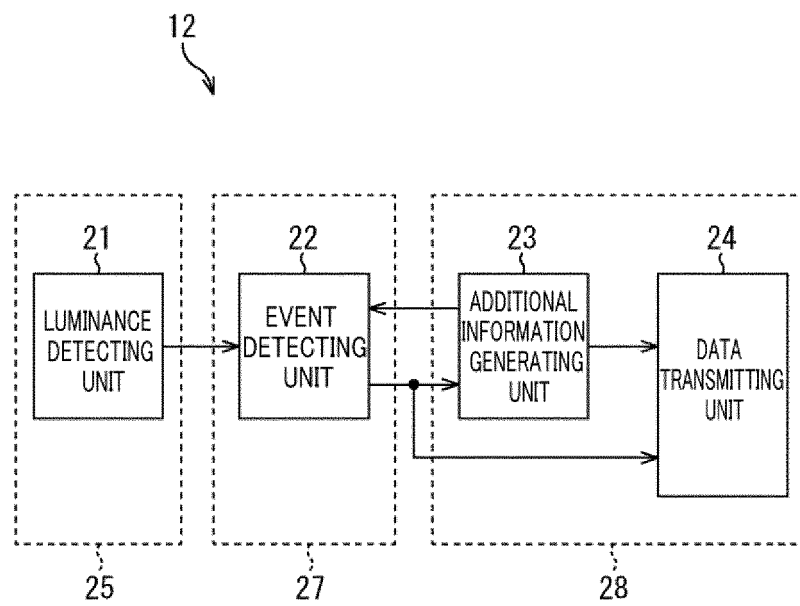 12
21
22
23
24
LUMINANCE
DETECTING
UNIT
EVENT
DETECTING
UNIT
ADDITIONAL
INFORMATION
GENERATING
UNIT
DATA
TRANSMITTING
UNIT
25
27
28